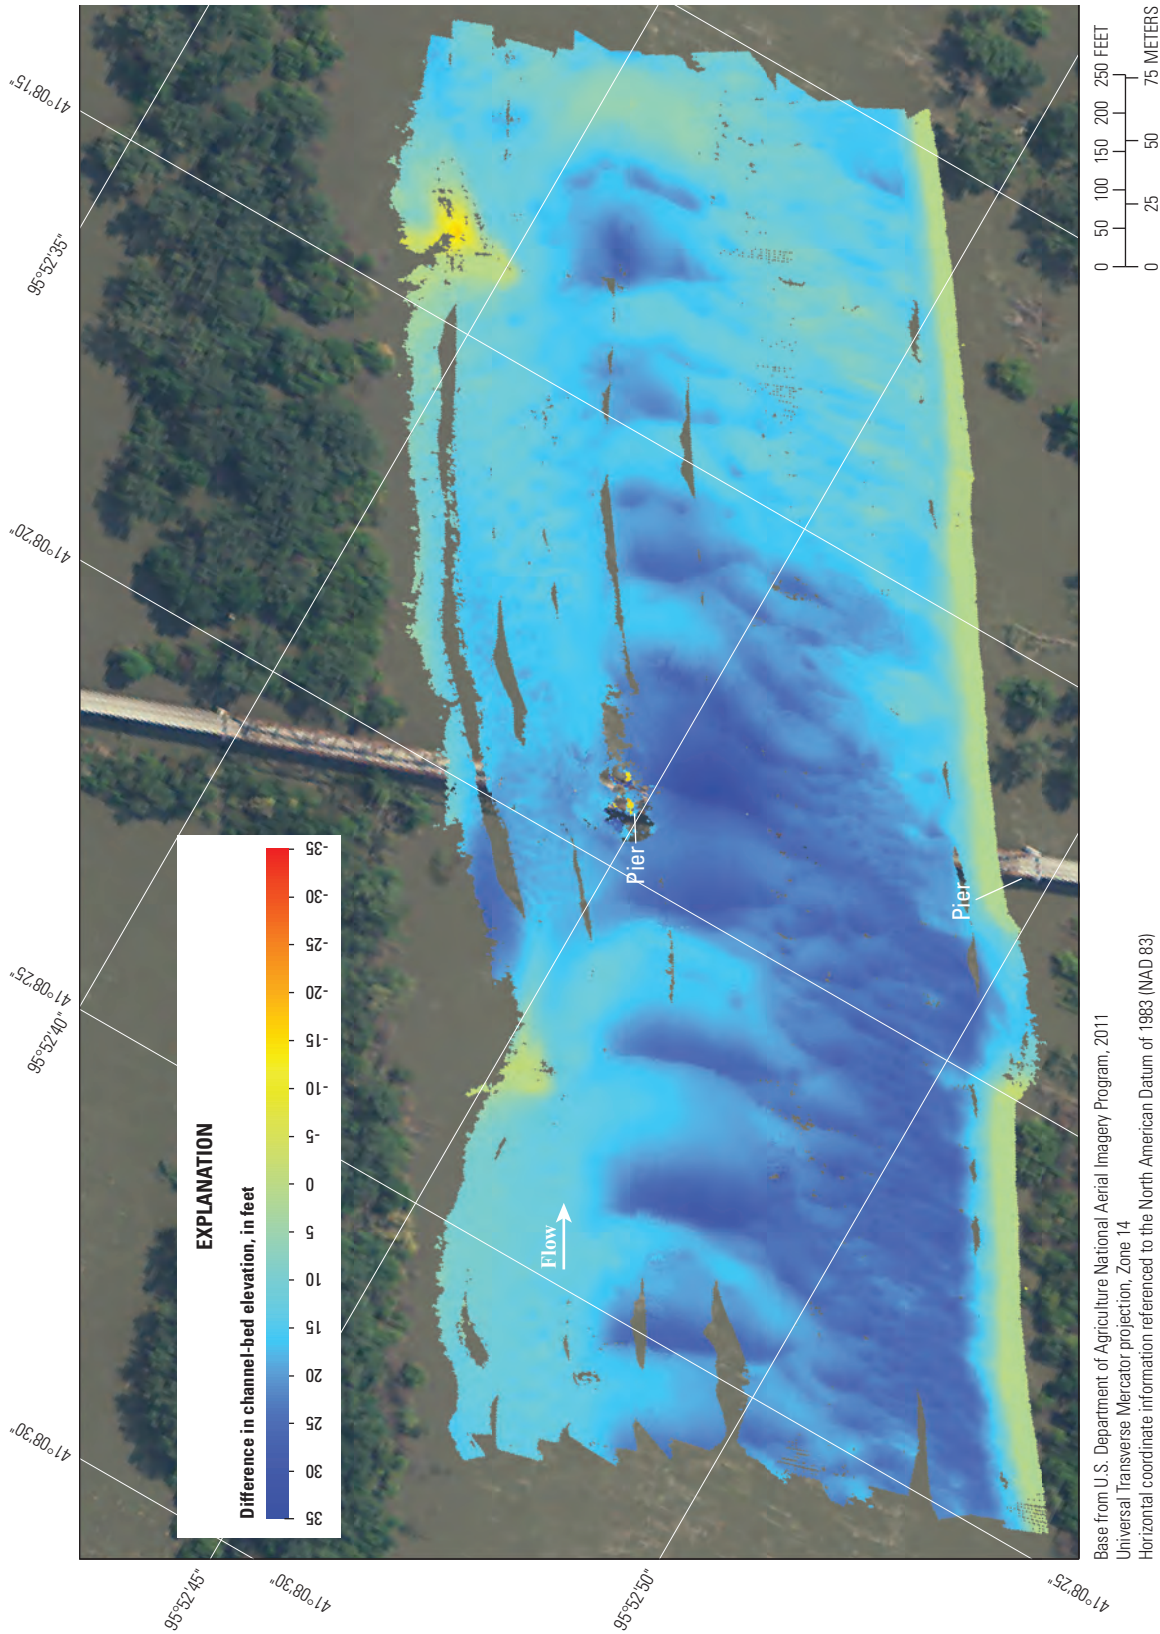 41°08'15"
95°52'35"
41°08'20"
41°08'25"
95°52'40"
41°08'30"
95°52'45"
41°08'30"
95°52'50"
41°08'25"
EXPLANATION
Difference in channel-bed elevation, in feet
35 30 25 20 15 10 5 0 -5 -10 -15 -20 -25 -30 -35
Flow
Pier
Pier
0 50 100 150 200 250 FEET
0 25 50 75 METERS
Base from U.S. Department of Agriculture National Aerial Imagery Program, 2011
Universal Transverse Mercator projection, Zone 14
Horizontal coordinate information referenced to the North American Datum of 1983 (NAD 83)